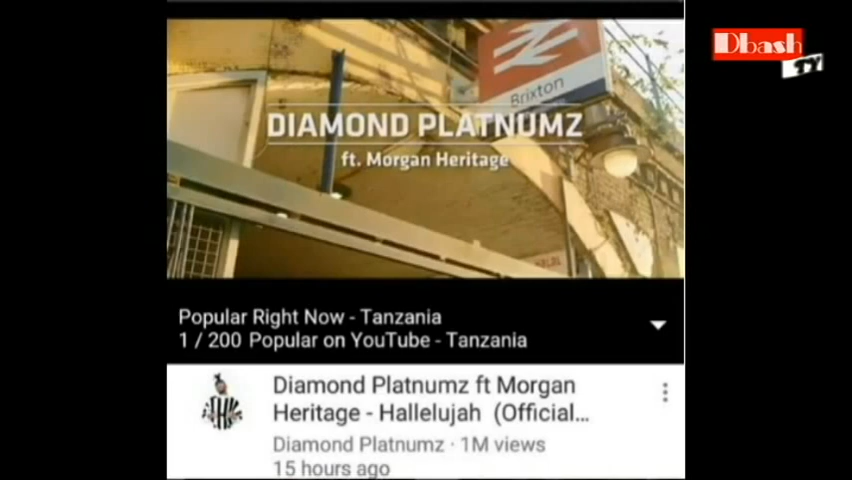 Dbash
TV
Brixton
DIAMOND PLATNUMZ
ft. Morgan Heritage
Popular Right Now - Tanzania
1 / 200 Popular on YouTube - Tanzania
Diamond Platnumz ft Morgan
Heritage - Hallelujah (Official...
Diamond Platnumz · 1M views
15 hours ago